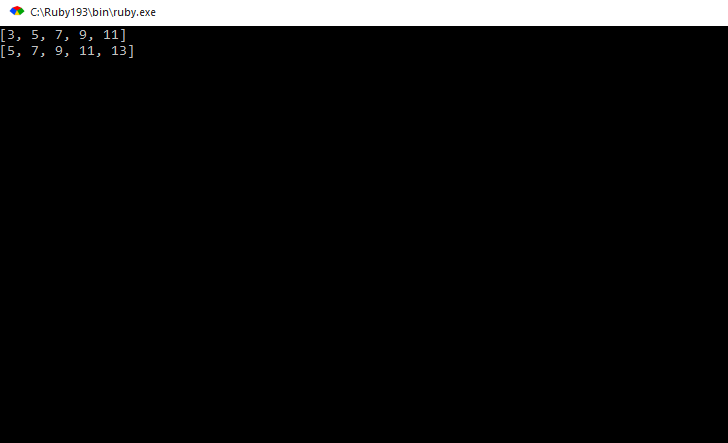 C:\Ruby193\bin\ruby.exe
[3, 5, 7, 9, 11]
[5, 7, 9, 11, 13]